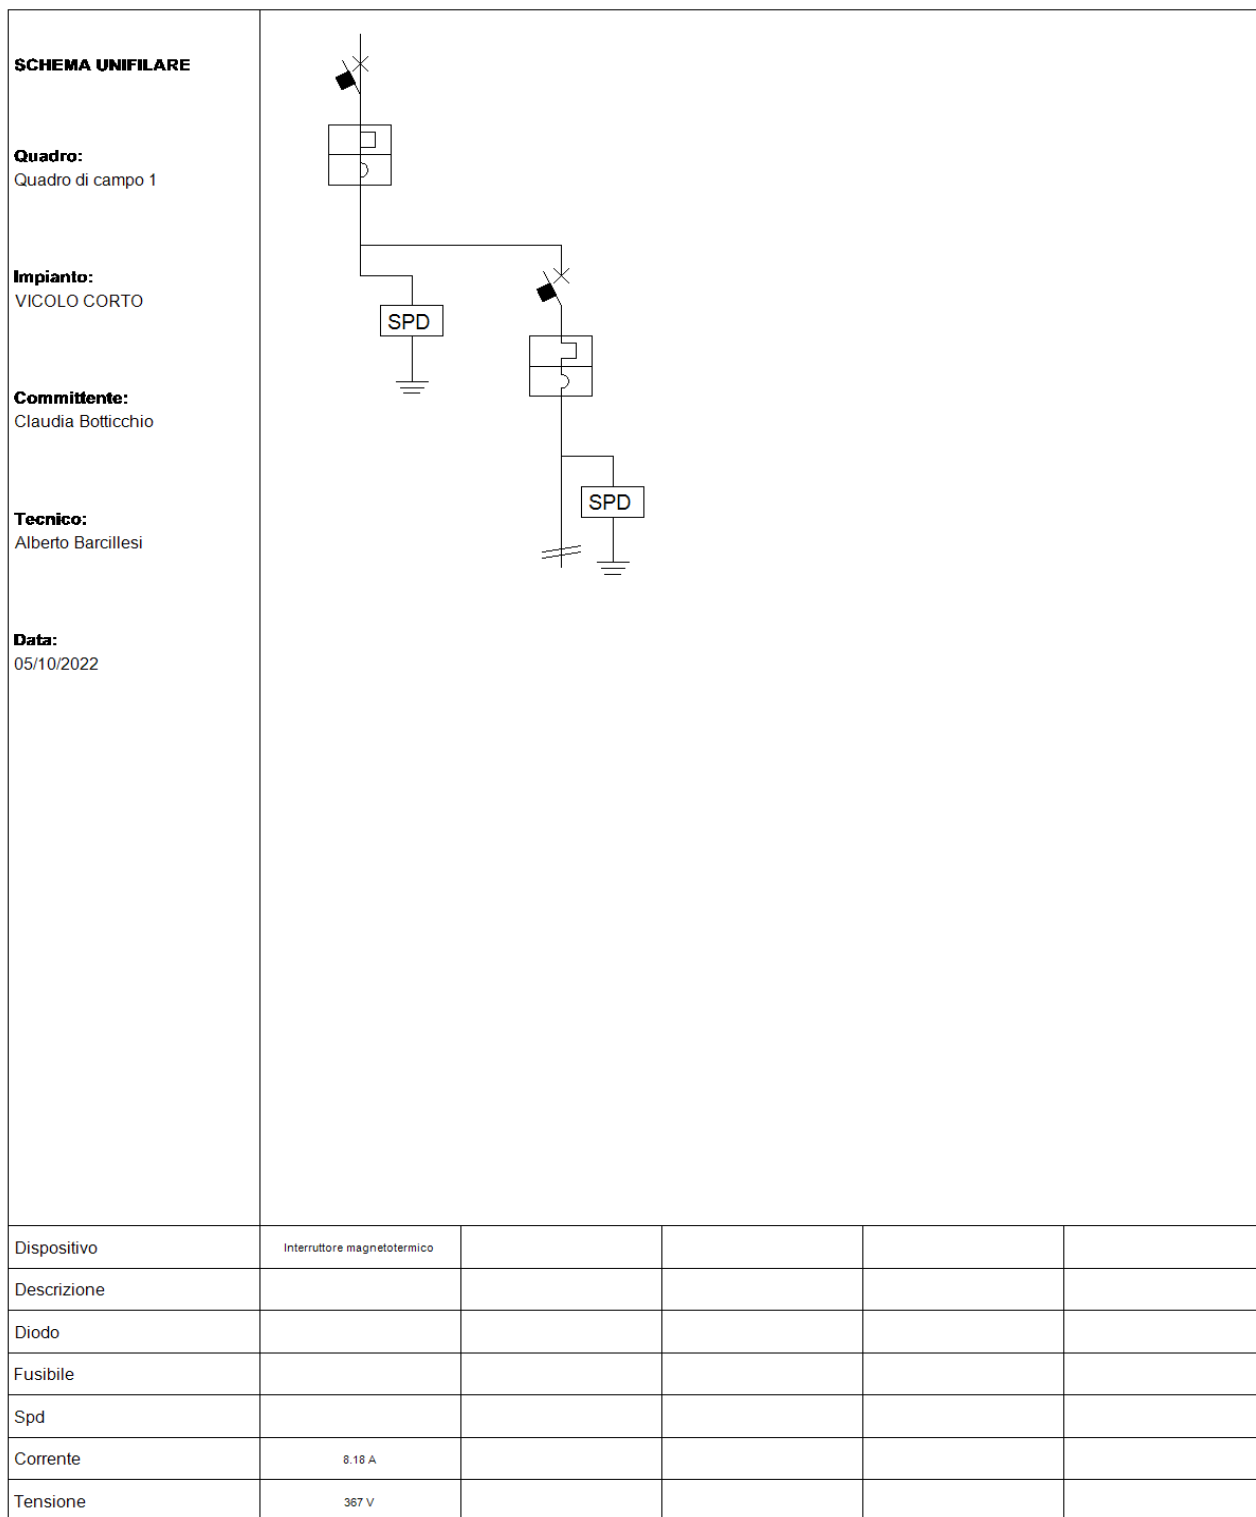 SCHEMA UNIFILARE
Quadro:
Quadro di campo 1
Impianto:
VICOLO CORTO
Committente:
Claudia Botticchio
Tecnico:
Alberto Barcillesi
Data:
05/10/2022
SPD
SPD
Dispositivo Interruttore magnetotermico
Descrizione
Diodo
Fusibile
Spd
Corrente 8.18 A
Tensione 367 V